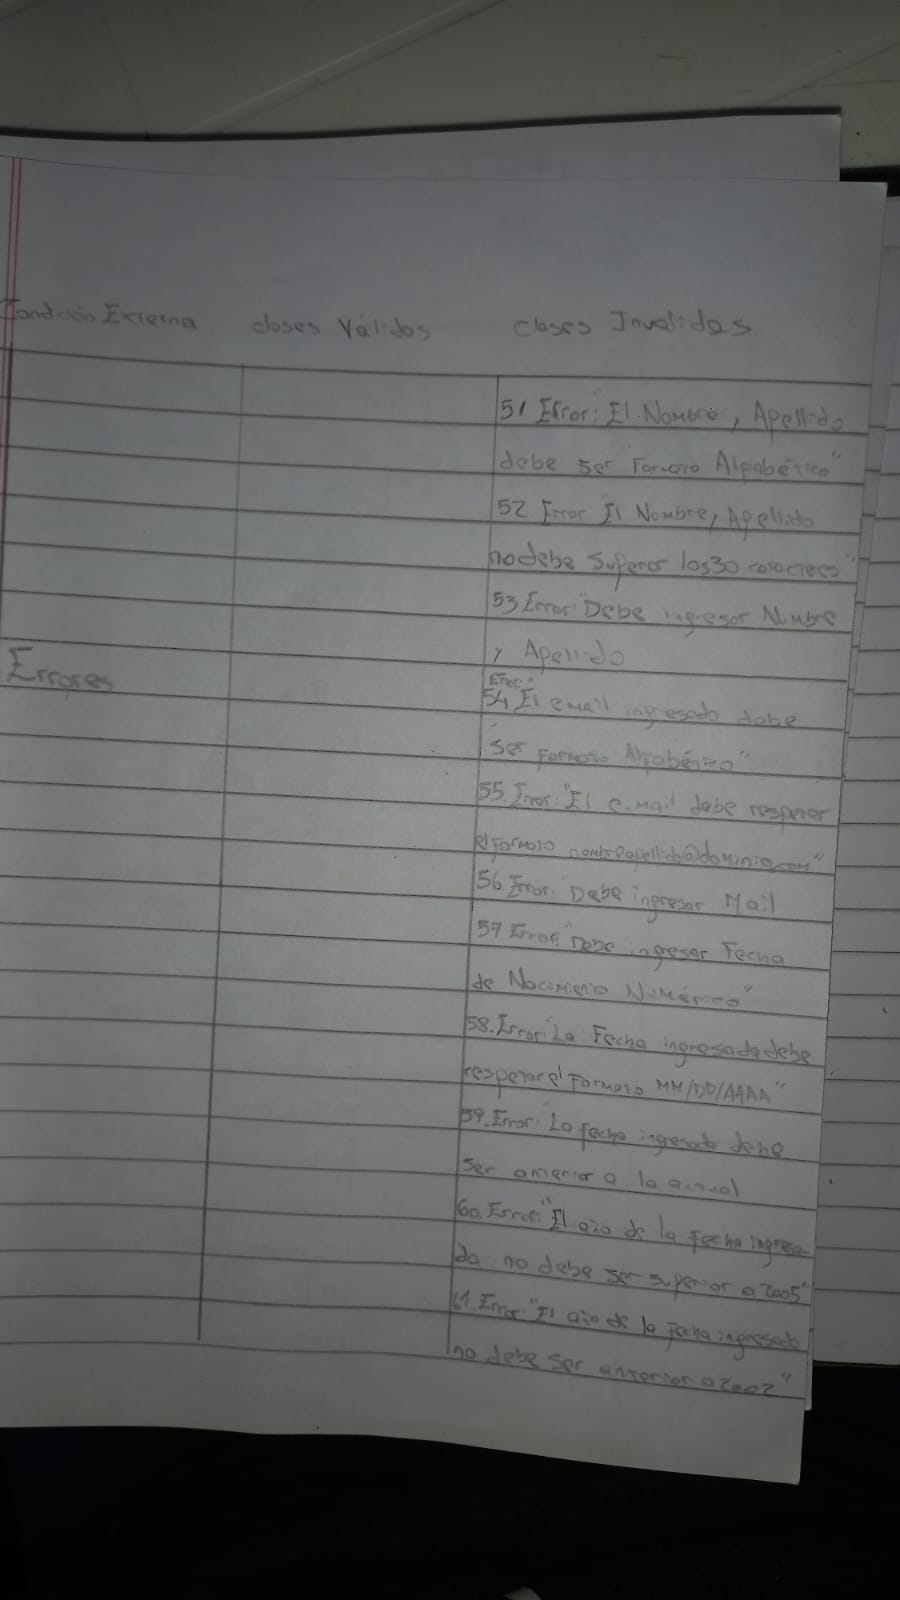 Condición Externa clases Válidas clases Invalidas
51 Error: "El Nombre, Apellido
debe ser Formato Alfabético"
52 Error "El Nombre, Apellido
no debe superar los 30 caracteres"
53 Error: "Debe ingresar Nombre
y Apellido
Errores
Error: "
54 El email ingresado debe
ser Formato Alfabético"
55. Error: "El e-mail debe respetar
el formato nombreapellido@dominio.com"
56. Error: "Debe ingresar Mail
57 Error: "Debe ingresar Fecha
de Nacimiento Numérico"
58. Error: "La Fecha ingresada debe
respetar el Formato MM/DD/AAAA"
59. Error: "La fecha ingresada debe
ser anterior a la actual
60. Error: "El año de la Fecha ingresa-
da no debe ser superior a 2005"
61. Error: "El año de la fecha ingresada
no debe ser anterior a 2002"